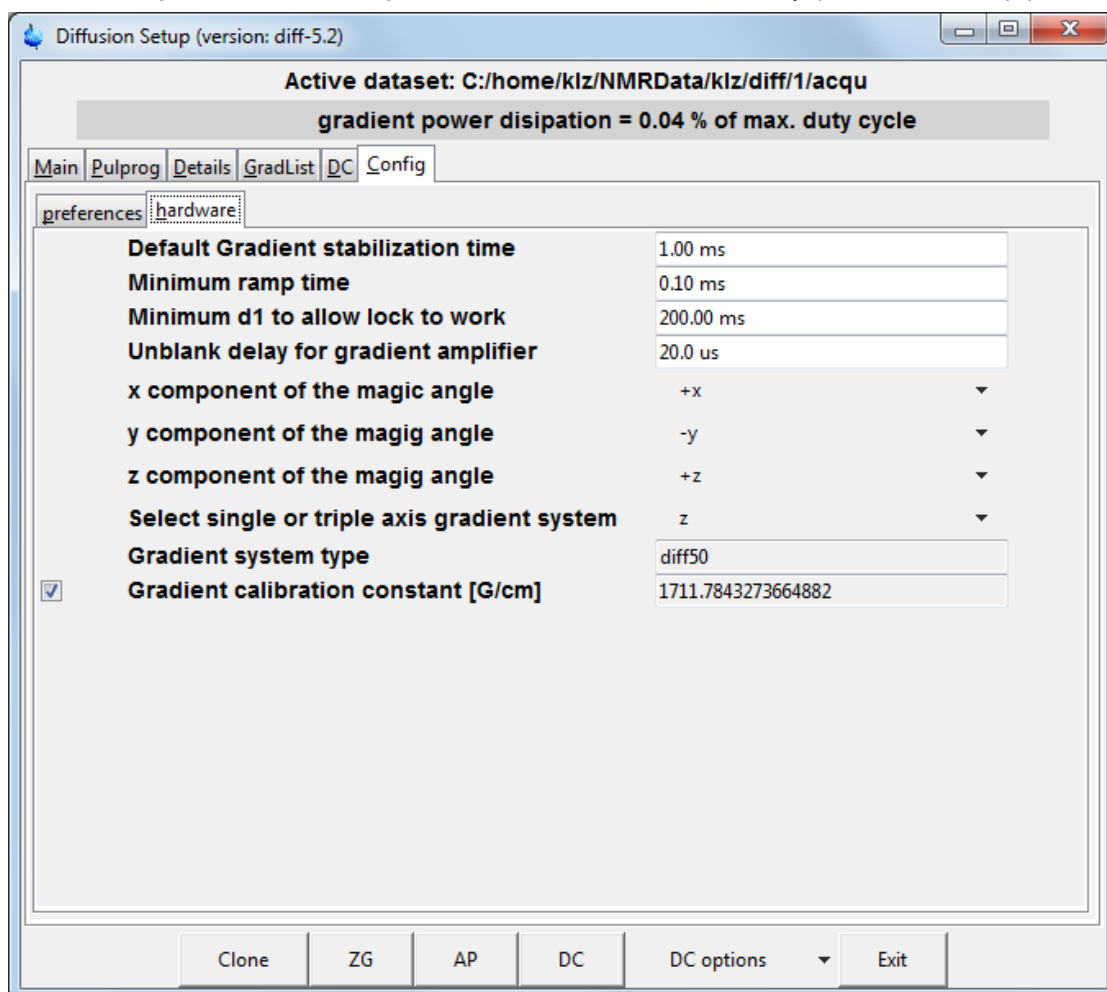 Diffusion Setup (version: diff-5.2)
Active dataset: C:/home/klz/NMRData/klz/diff/1/acqu
gradient power disipation = 0.04 % of max. duty cycle
Main Pulprog Details GradList DC Config
preferences hardware
Default Gradient stabilization time 1.00 ms
Minimum ramp time 0.10 ms
Minimum d1 to allow lock to work 200.00 ms
Unblank delay for gradient amplifier 20.0 us
x component of the magic angle +x
y component of the magig angle -y
z component of the magig angle +z
Select single or triple axis gradient system z
Gradient system type diff50
Gradient calibration constant [G/cm] 1711.7843273664882
Clone ZG AP DC DC options Exit